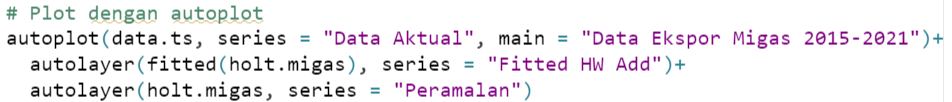 # Plot dengan autoplot
autoplot(data.ts, series = "Data Aktual", main = "Data Ekspor Migas 2015-2021")+
  autolayer(fitted(holt.migas), series = "Fitted HW Add")+
  autolayer(holt.migas, series = "Peramalan")